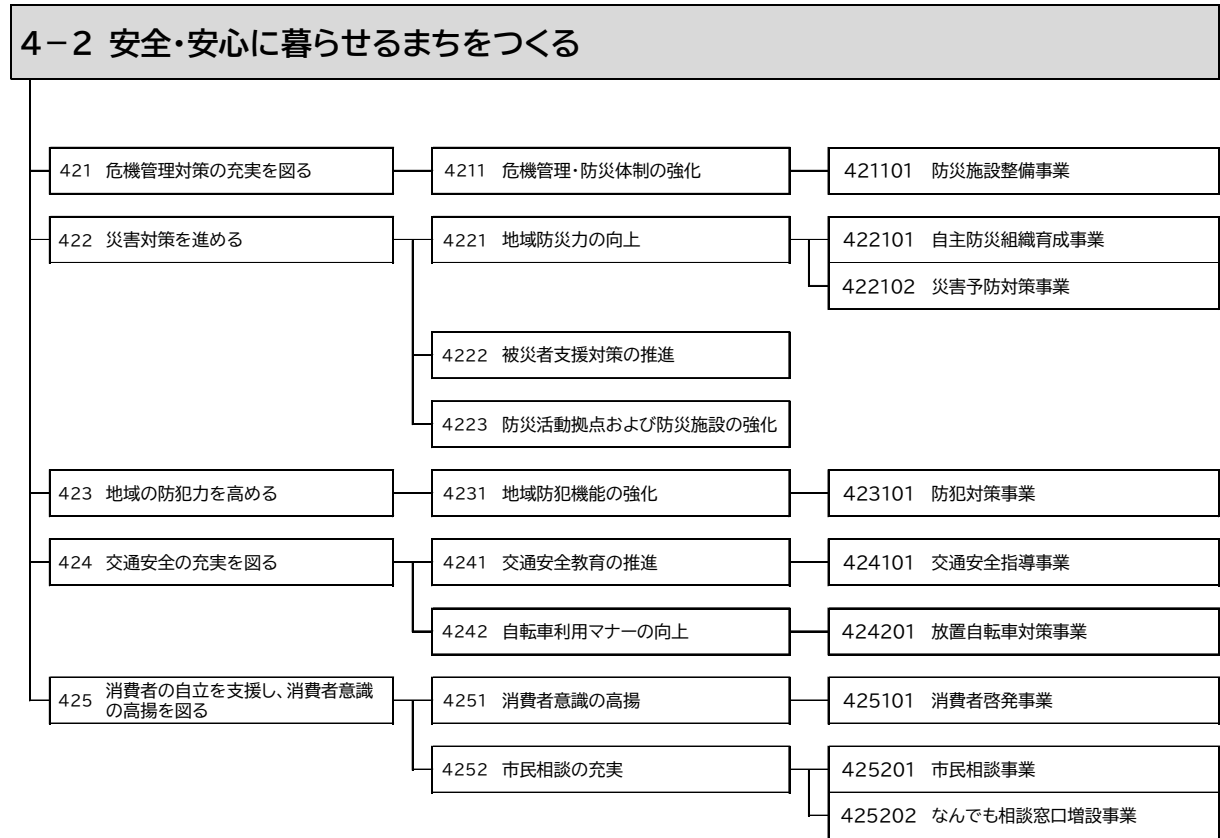 4－2 安全・安心に暮らせるまちをつくる
421 危機管理対策の充実を図る
4211 危機管理・防災体制の強化
421101 防災施設整備事業
422 災害対策を進める
4221 地域防災力の向上
422101 自主防災組織育成事業
422102 災害予防対策事業
4222 被災者支援対策の推進
4223 防災活動拠点および防災施設の強化
423 地域の防犯力を高める
4231 地域防犯機能の強化
423101 防犯対策事業
424 交通安全の充実を図る
4241 交通安全教育の推進
424101 交通安全指導事業
4242 自転車利用マナーの向上
424201 放置自転車対策事業
425 消費者の自立を支援し、消費者意識
の高揚を図る
4251 消費者意識の高揚
425101 消費者啓発事業
4252 市民相談の充実
425201 市民相談事業
425202 なんでも相談窓口増設事業